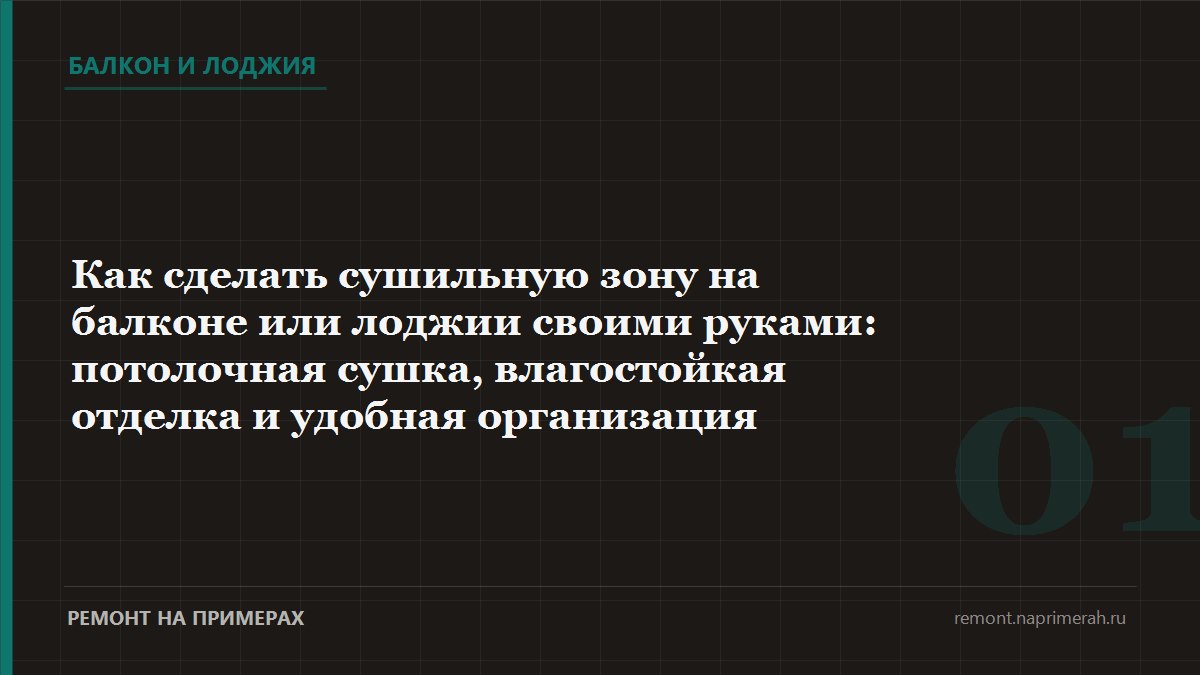 БАЛКОН И ЛОДЖИЯ
Как сделать сушильную зону на
балконе или лоджии своими руками:
потолочная сушка, влагостойкая
отделка и удобная организация
01
РЕМОНТ НА ПРИМЕРАХ
remont.naprimerah.ru